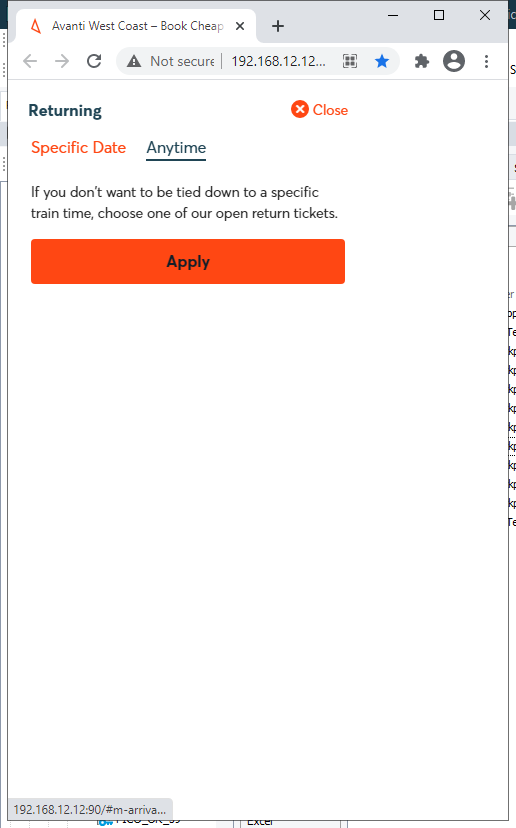 Avanti West Coast – Book Cheap
Not secure
192.168.12.12...
Returning
Close
Specific Date
Anytime
If you don't want to be tied down to a specific
train time, choose one of our open return tickets.
Apply
192.168.12.12:90/#m-arriva...
Excel